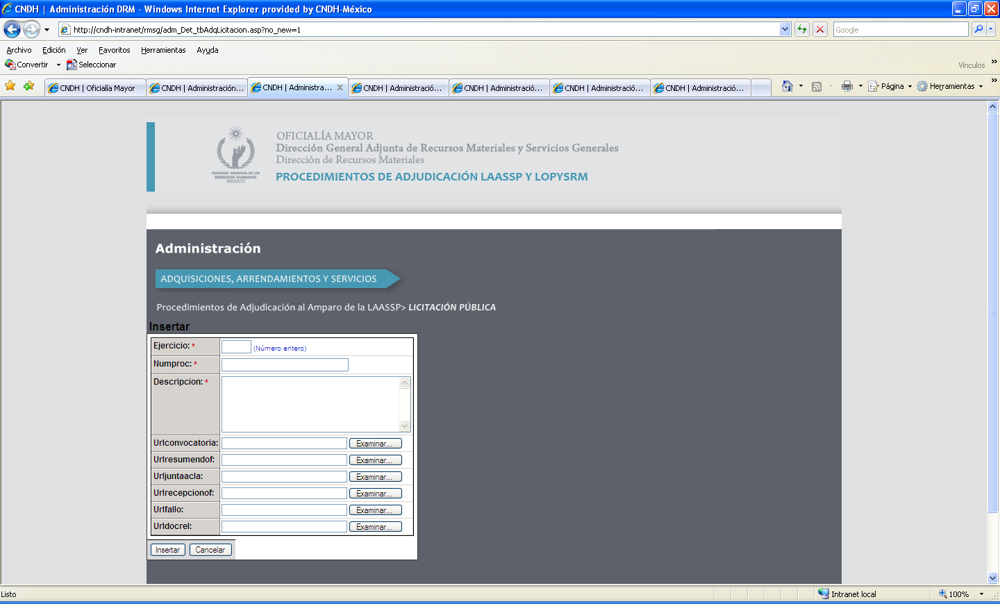 CNDH | Administración DRM - Windows Internet Explorer provided by CNDH-México
http://cndh-intranet/rmsg/adm_Det_tbAdqLicitacion.asp?no_new=1
Google
Archivo Edición Ver Favoritos Herramientas Ayuda
Convertir Seleccionar
Vínculos »
CNDH | Oficialía Mayor CNDH | Administración... CNDH | Administra... CNDH | Administració... CNDH | Administració... CNDH | Administració... CNDH | Administració... Página Herramientas »
OFICIALÍA MAYOR
Dirección General Adjunta de Recursos Materiales y Servicios Generales
Dirección de Recursos Materiales
PROCEDIMIENTOS DE ADJUDICACIÓN LAASSP Y LOPYSRM
COMISION NACIONAL DE LOS
DERECHOS HUMANOS
MEXICO
Administración
ADQUISICIONES, ARRENDAMIENTOS Y SERVICIOS
Procedimientos de Adjudicación al Amparo de la LAASSP> LICITACIÓN PÚBLICA
Insertar
Ejercicio: * (Número entero)
Numproc: *
Descripcion: *
Urlconvocatoria: Examinar...
Urlresumendof: Examinar...
Urljuntaacla: Examinar...
Urlrecepcionof: Examinar...
Urlfallo: Examinar...
Urldocrel: Examinar...
Insertar Cancelar
Listo Intranet local 100%